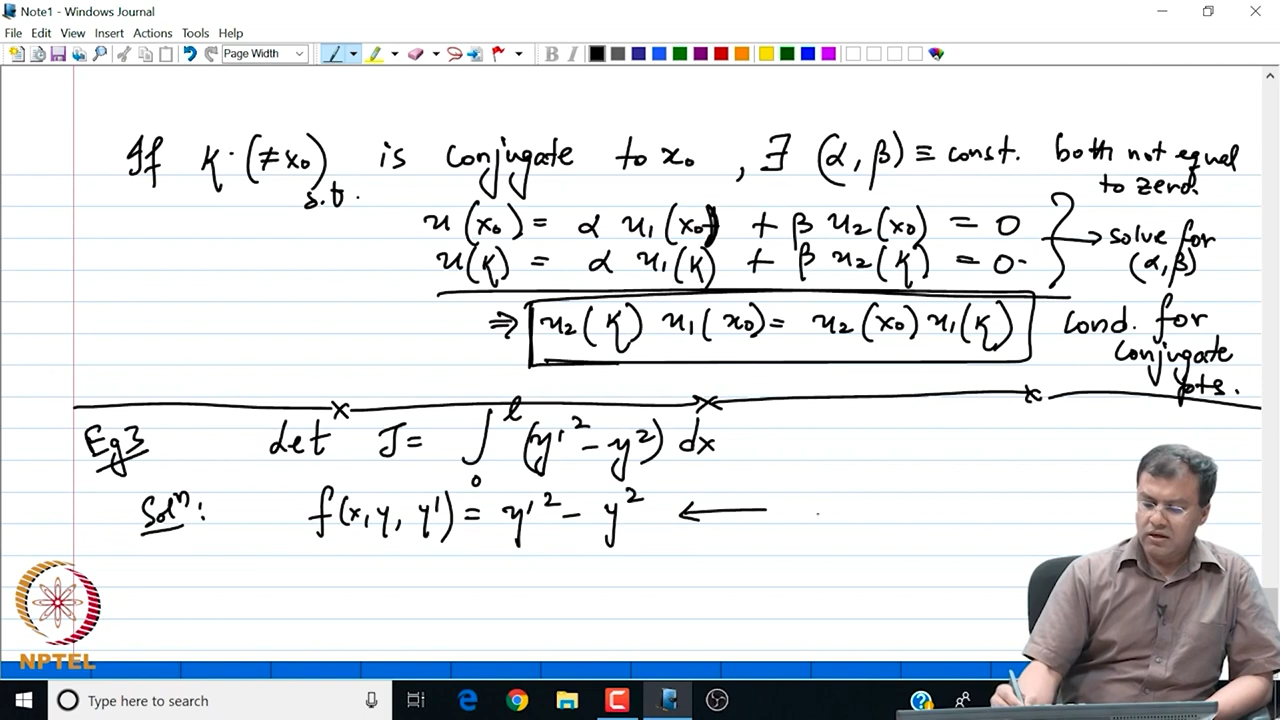 Note1 - Windows Journal
File Edit View Insert Actions Tools Help
Page Width
If κ (≠x₀) is conjugate to x₀, ∃ (α, β) ≡ const. both not equal
s.t. to zero.
u(x₀) = α u₁(x₀) + β u₂(x₀) = 0
u(κ) = α u₁(κ) + β u₂(κ) = 0
→ solve for
(α, β)
⇒ u₂(κ) u₁(x₀) = u₂(x₀) u₁(κ) Cond. for
conjugate
pts.
Eg3 Let J = ∫₀ˡ (y'² - y²) dx
Solⁿ: f(x, y, y') = y'² - y² ←
NPTEL
Type here to search